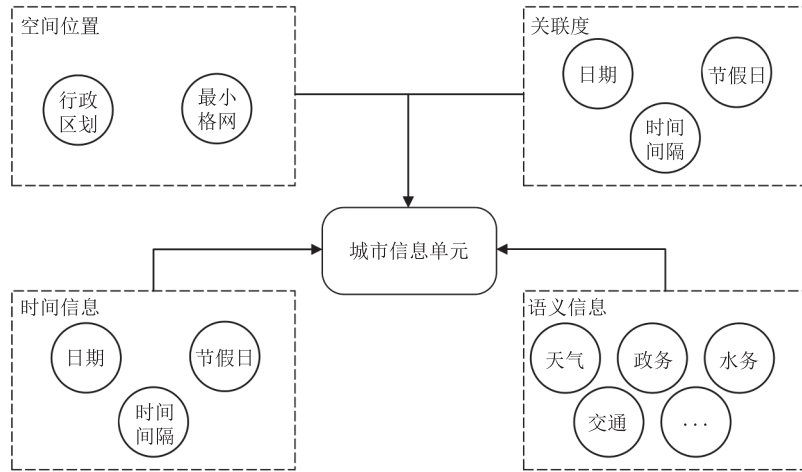 空间位置
行政
区划
最小
格网
关联度
日期
节假日
时间
间隔
城市信息单元
时间信息
日期
节假日
时间
间隔
语义信息
天气
政务
水务
交通
...